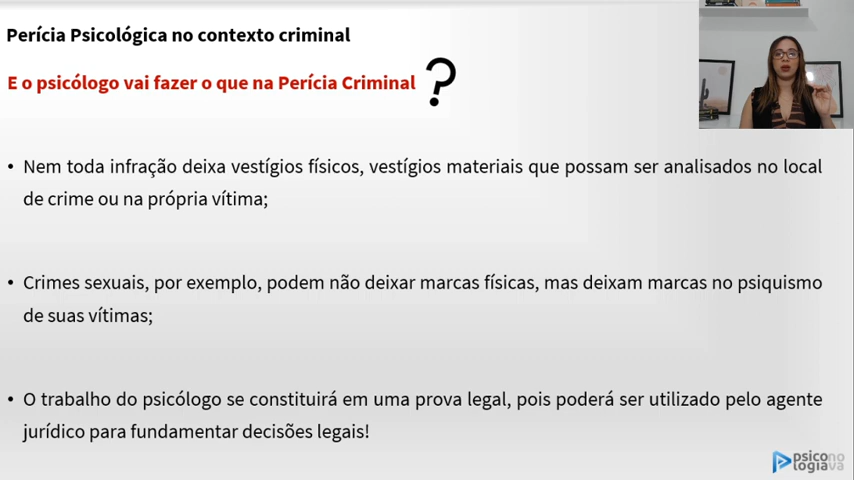 Perícia Psicológica no contexto criminal
E o psicólogo vai fazer o que na Perícia Criminal ?
• Nem toda infração deixa vestígios físicos, vestígios materiais que possam ser analisados no local
de crime ou na própria vítima;
• Crimes sexuais, por exemplo, podem não deixar marcas físicas, mas deixam marcas no psiquismo
de suas vítimas;
• O trabalho do psicólogo se constituirá em uma prova legal, pois poderá ser utilizado pelo agente
jurídico para fundamentar decisões legais!
psicono
logiava